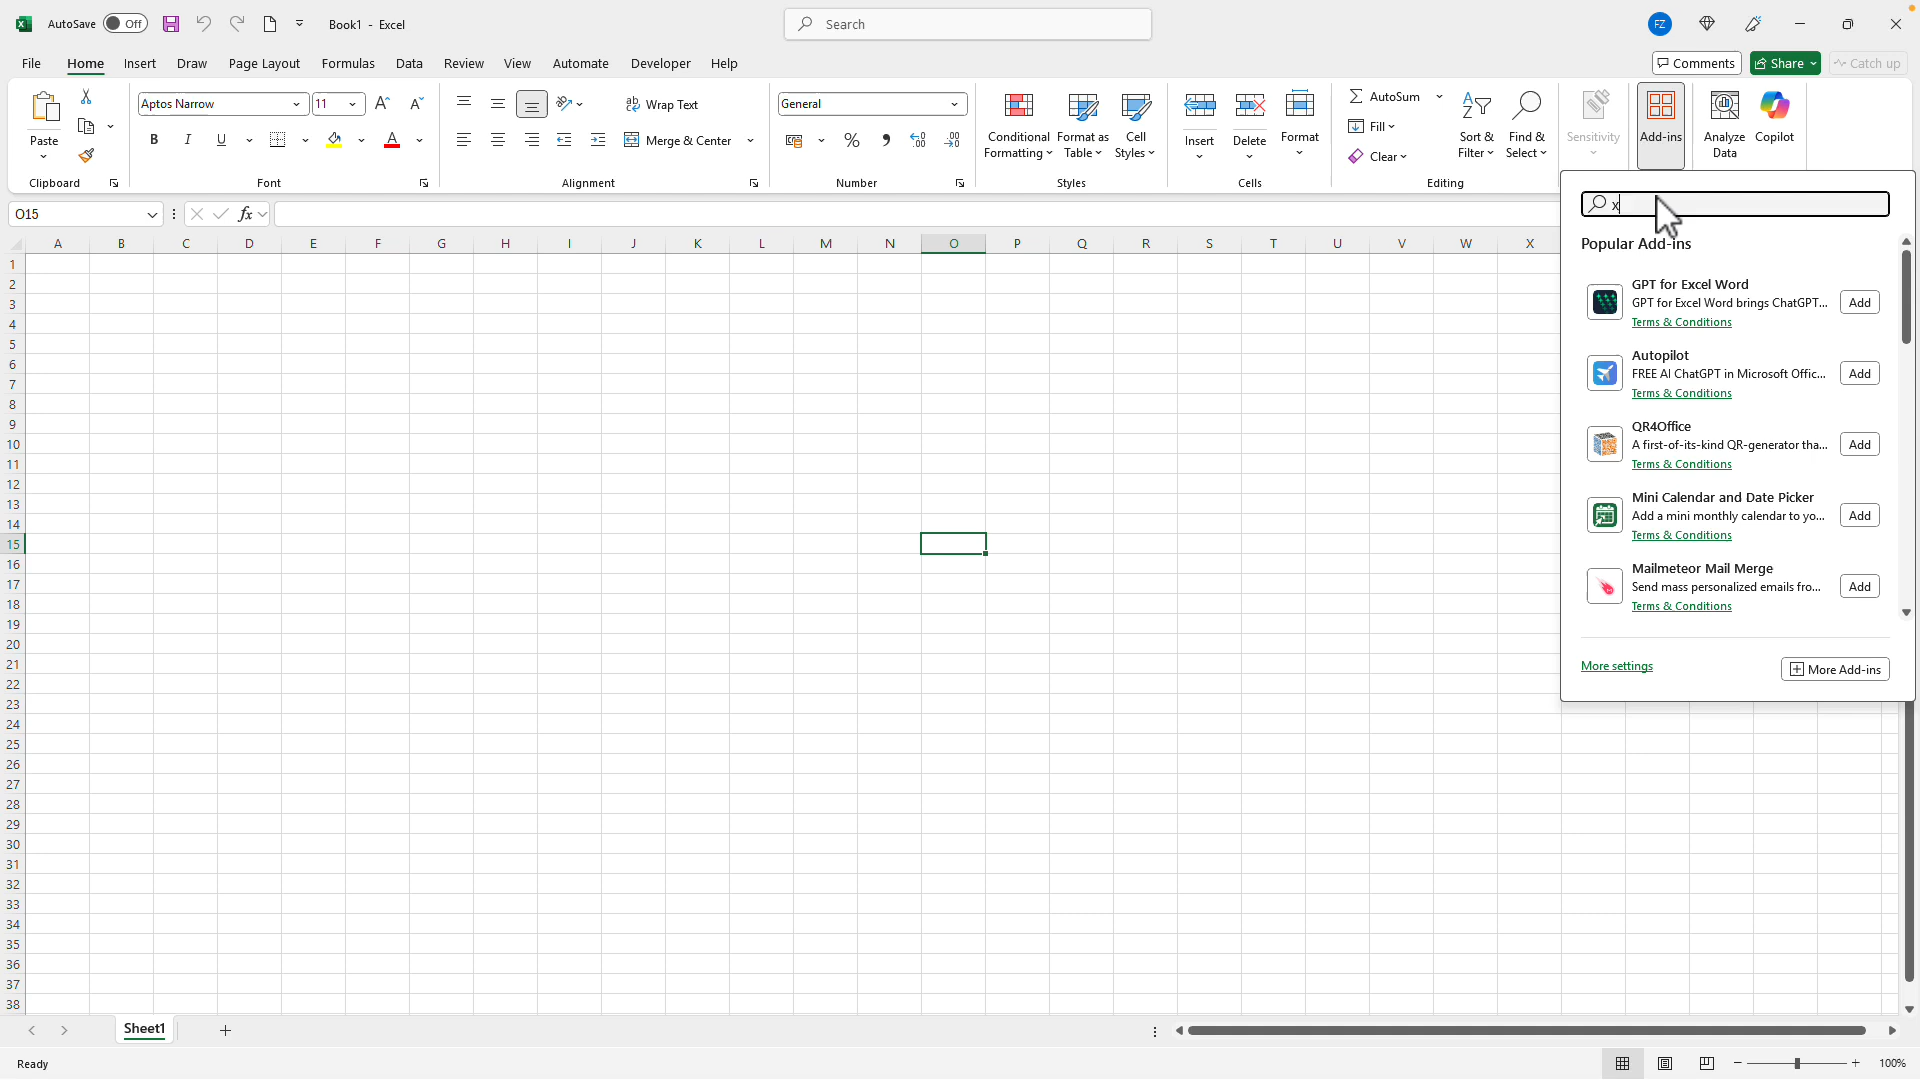 AutoSave Off Book1 - Excel Search FZ
File Home Insert Draw Page Layout Formulas Data Review View Automate Developer Help Comments Share Catch up
Aptos Narrow 11 Wrap Text General AutoSum
Paste B I U A Merge & Center % , Conditional Formatting Format as Table Cell Styles Insert Delete Format Fill Clear Sort & Filter Find & Select Sensitivity Add-ins Analyze Data Copilot
Clipboard Font Alignment Number Styles Cells Editing
O15 fx
x
Popular Add-ins
GPT for Excel Word
GPT for Excel Word brings ChatGPT... Add
Terms & Conditions
Autopilot
FREE AI ChatGPT in Microsoft Offic... Add
Terms & Conditions
QR4Office
A first-of-its-kind QR-generator tha... Add
Terms & Conditions
Mini Calendar and Date Picker
Add a mini monthly calendar to yo... Add
Terms & Conditions
Mailmeteor Mail Merge
Send mass personalized emails fro... Add
Terms & Conditions
More settings More Add-ins
A B C D E F G H I J K L M N O P Q R S T U V W X
1
2
3
4
5
6
7
8
9
10
11
12
13
14
15
16
17
18
19
20
21
22
23
24
25
26
27
28
29
30
31
32
33
34
35
36
37
38
Sheet1
Ready 100%